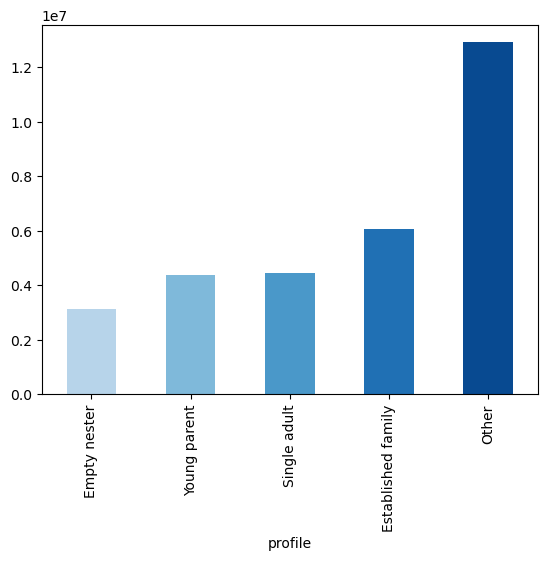 1e7
1.2
1.0
0.8
0.6
0.4
0.2
0.0
Empty nester
Young parent
Single adult
Established family
Other
profile